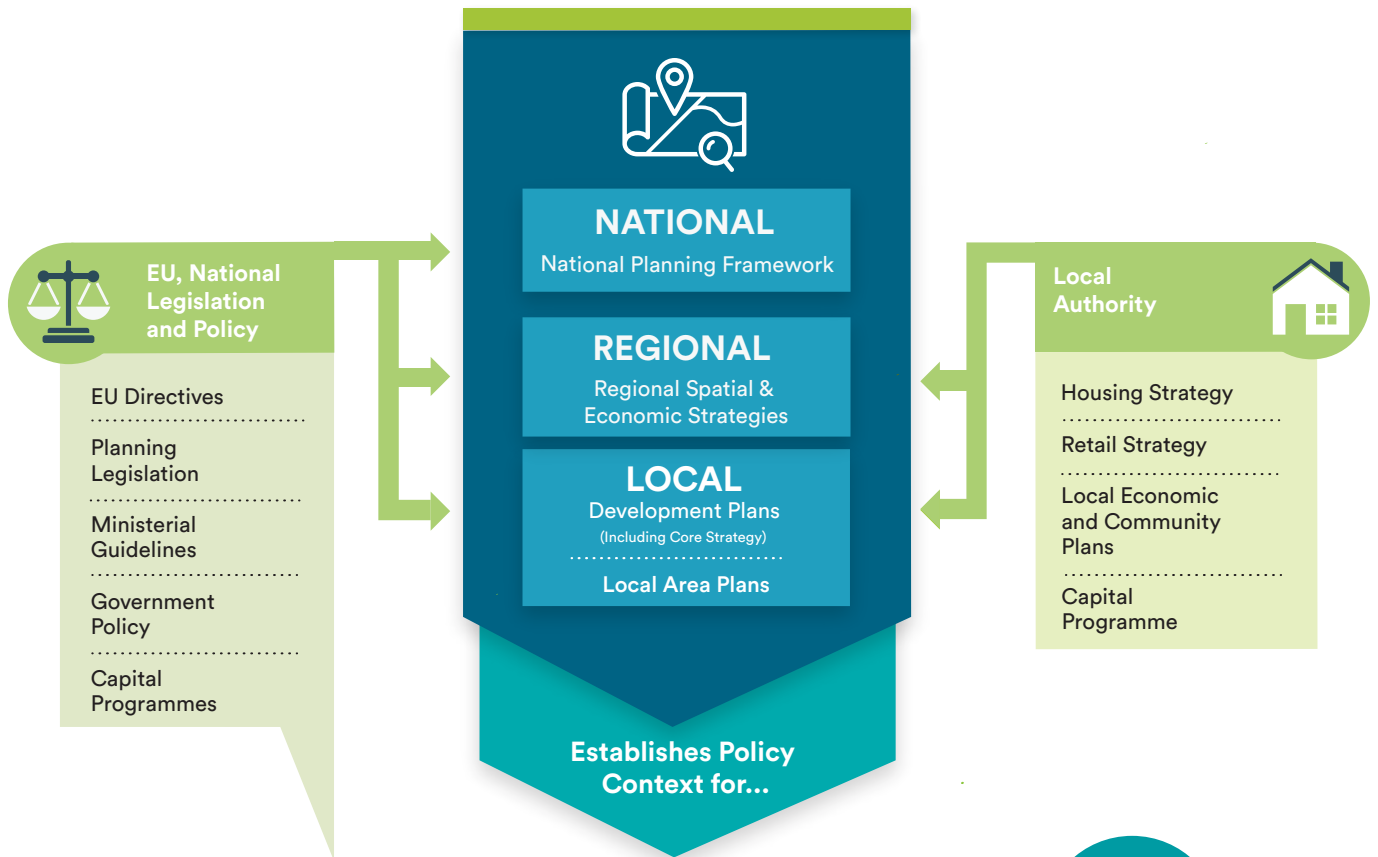 NATIONAL
National Planning Framework
REGIONAL
Regional Spatial &
Economic Strategies
LOCAL
Development Plans
(Including Core Strategy)
Local Area Plans
Establishes Policy
Context for...
EU, National
Legislation
and Policy
EU Directives
Planning
Legislation
Ministerial
Guidelines
Government
Policy
Capital
Programmes
Local
Authority
Housing Strategy
Retail Strategy
Local Economic
and Community
Plans
Capital
Programme